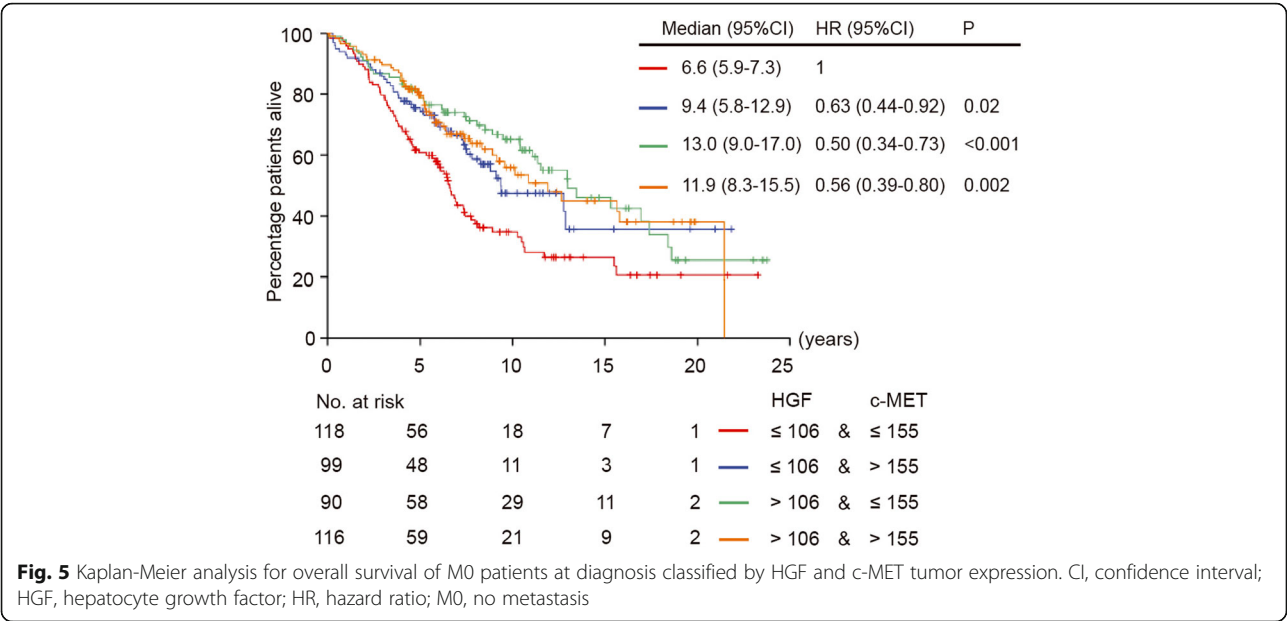 Median (95%CI) HR (95%CI) P
6.6 (5.9-7.3) 1
9.4 (5.8-12.9) 0.63 (0.44-0.92) 0.02
13.0 (9.0-17.0) 0.50 (0.34-0.73) <0.001
11.9 (8.3-15.5) 0.56 (0.39-0.80) 0.002
Percentage patients alive
100
80
60
40
20
0
0 5 10 15 20 25
(years)
No. at risk HGF c-MET
118 56 18 7 1 ≤ 106 & ≤ 155
99 48 11 3 1 ≤ 106 & > 155
90 58 29 11 2 > 106 & ≤ 155
116 59 21 9 2 > 106 & > 155
Fig. 5 Kaplan-Meier analysis for overall survival of M0 patients at diagnosis classified by HGF and c-MET tumor expression. CI, confidence interval;
HGF, hepatocyte growth factor; HR, hazard ratio; M0, no metastasis